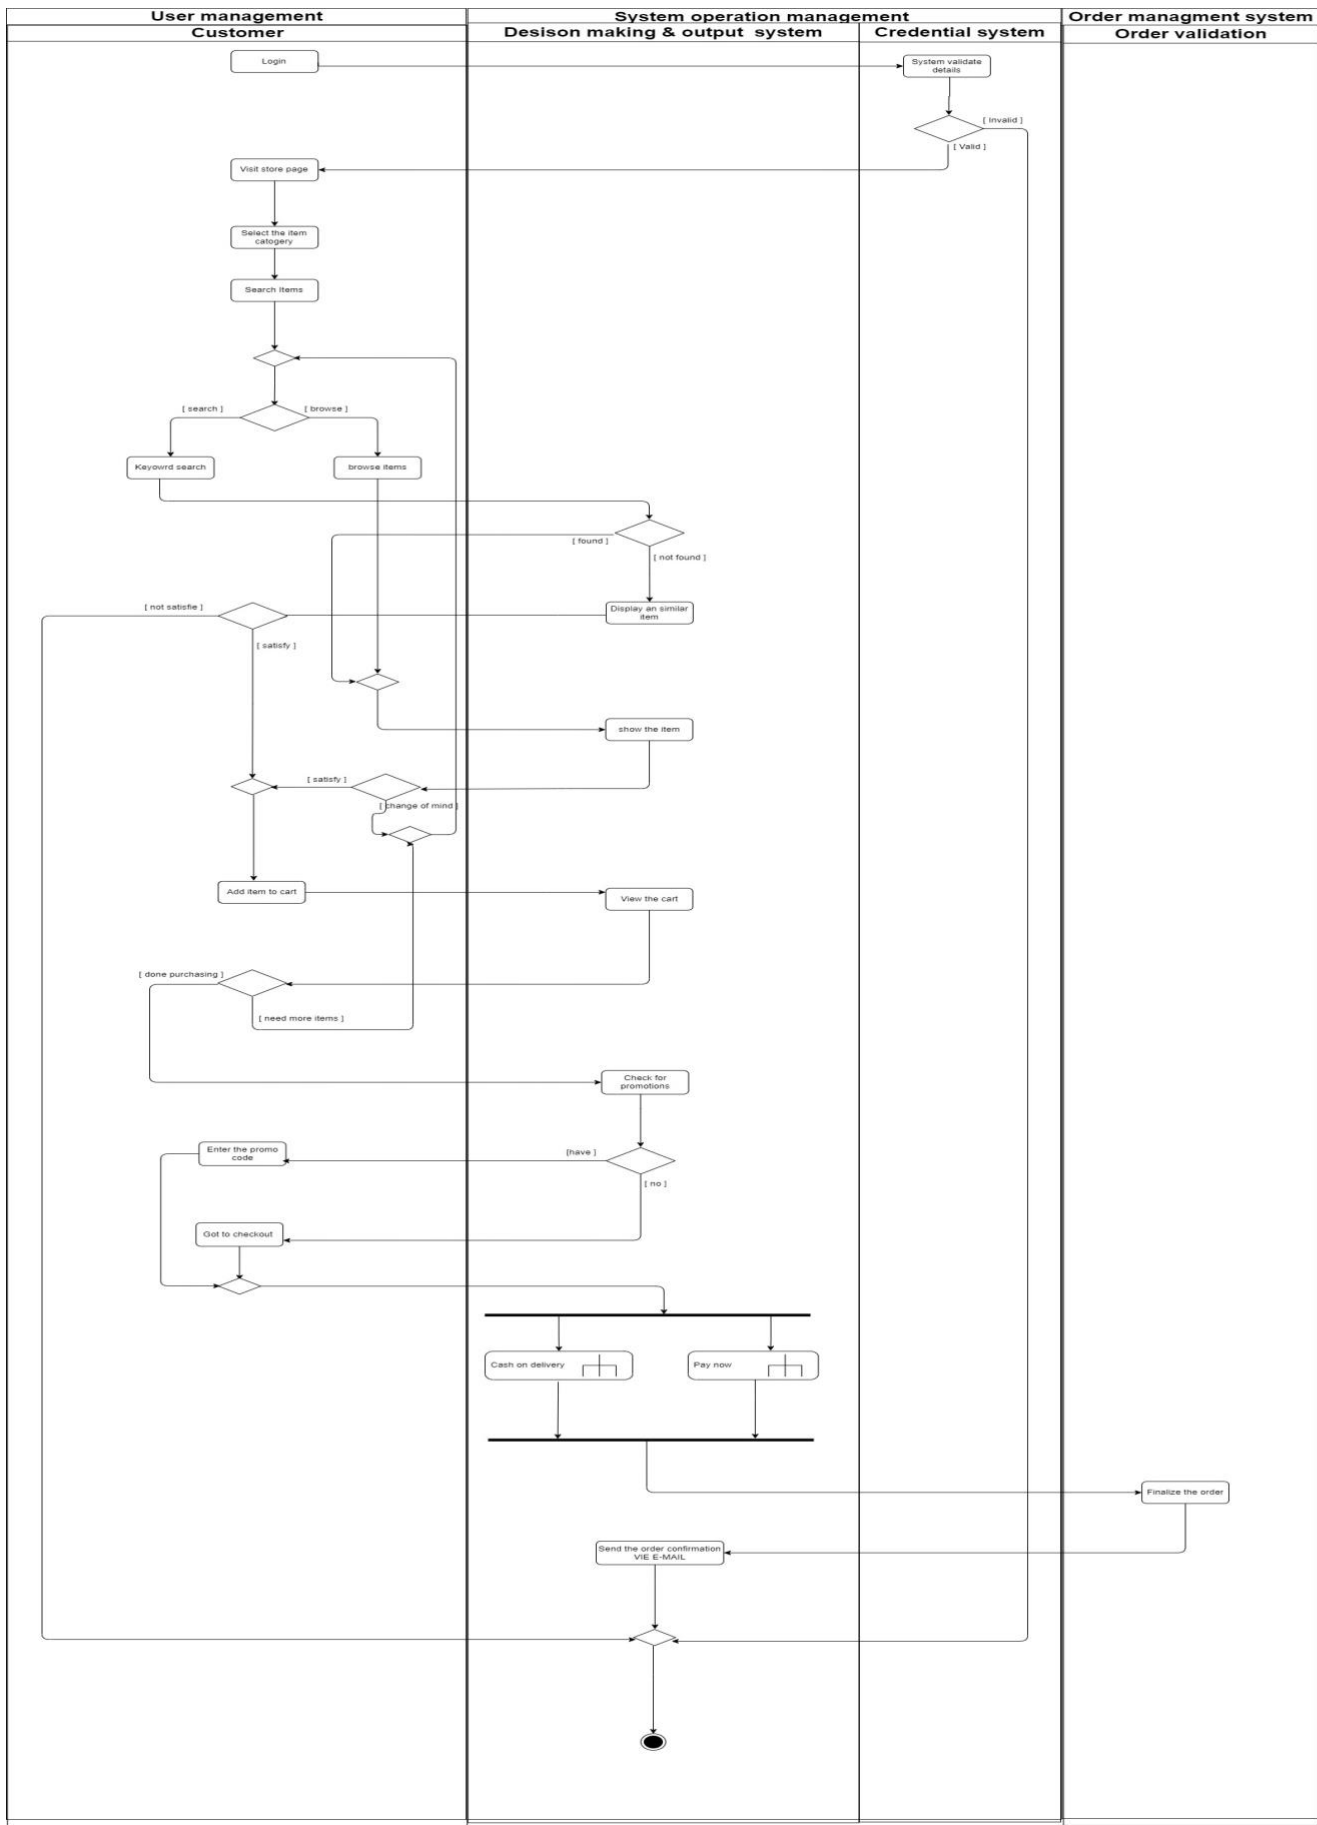 User management
System operation management
Order managment system
Customer
Desison making & output system
Credential system
Order validation
Login
System validate
details
[ Invalid ]
[ Valid ]
Visit store page
Select the item
catogery
Search Items
[ search ]
[ browse ]
Keyowrd search
browse items
[ found ]
[ not found ]
[ not satisfie ]
Display an similar
item
[ satisfy ]
show the item
[ satisfy ]
[ change of mind ]
Add item to cart
View the cart
[ done purchasing ]
[ need more items ]
Check for
promotions
Enter the promo
code
[have ]
[ no ]
Got to checkout
Cash on delivery
Pay now
Finalize the order
Send the order confirmation
VIE E-MAIL